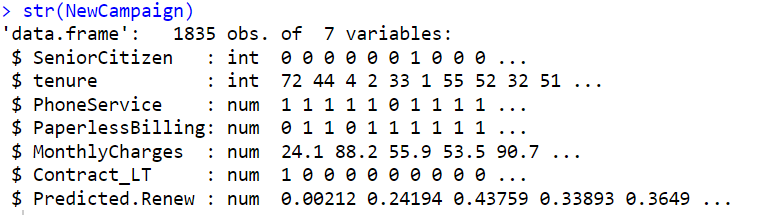 > str(NewCampaign)
'data.frame':   1835 obs. of  7 variables:
 $ SeniorCitizen   : int  0 0 0 0 0 0 1 0 0 0 ...
 $ tenure          : int  72 44 4 2 33 1 55 52 32 51 ...
 $ PhoneService    : num  1 1 1 1 1 0 1 1 1 1 ...
 $ PaperlessBilling: num  0 1 1 0 1 1 1 1 1 1 ...
 $ MonthlyCharges  : num  24.1 88.2 55.9 53.5 90.7 ...
 $ Contract_LT     : num  1 0 0 0 0 0 0 0 0 0 ...
 $ Predicted.Renew : num  0.00212 0.24194 0.43759 0.33893 0.3649 ...